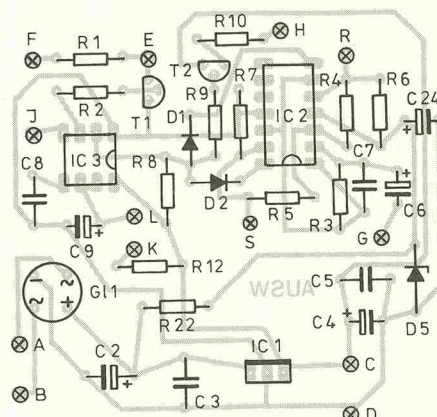 R10
H
F R1 E R
T2
R9 R7 R4 R6
R2 C24
J T1 D1 IC2
IC3
C8 R8 C7
D2
R5 R3 C6
L S G
C9 K
R12
Gl1 AUSW C5
R22 C4 D5
A IC1
C2 C
B C3 D